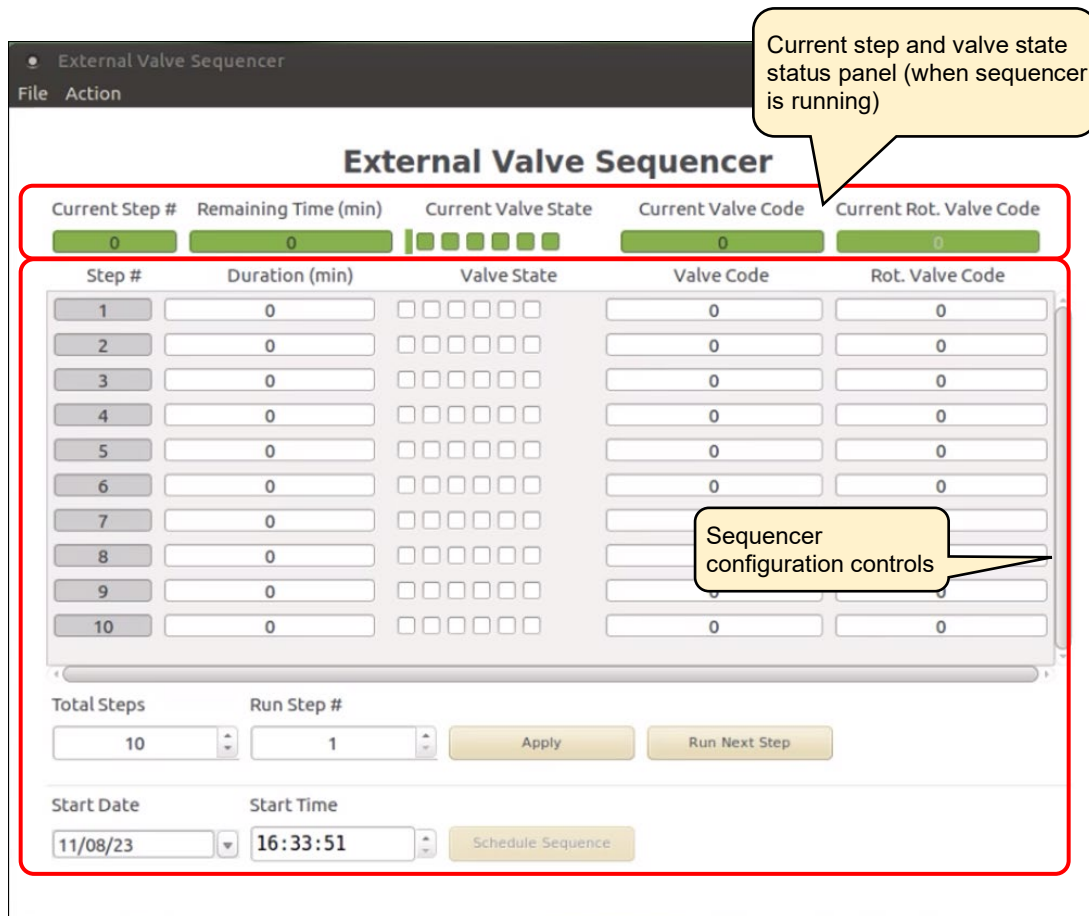 Current step and valve state
status panel (when sequencer
is running)
External Valve Sequencer
File Action
External Valve Sequencer
Current Step # Remaining Time (min) Current Valve State Current Valve Code Current Rot. Valve Code
0 0 0 0
Step # Duration (min) Valve State Valve Code Rot. Valve Code
1 0 0 0
2 0 0 0
3 0 0 0
4 0 0 0
5 0 0 0
6 0 0 0
7 0
Sequencer
configuration controls
8 0
9 0
10 0 0 0
Total Steps Run Step #
10 1 Apply Run Next Step
Start Date Start Time
11/08/23 16:33:51 Schedule Sequence